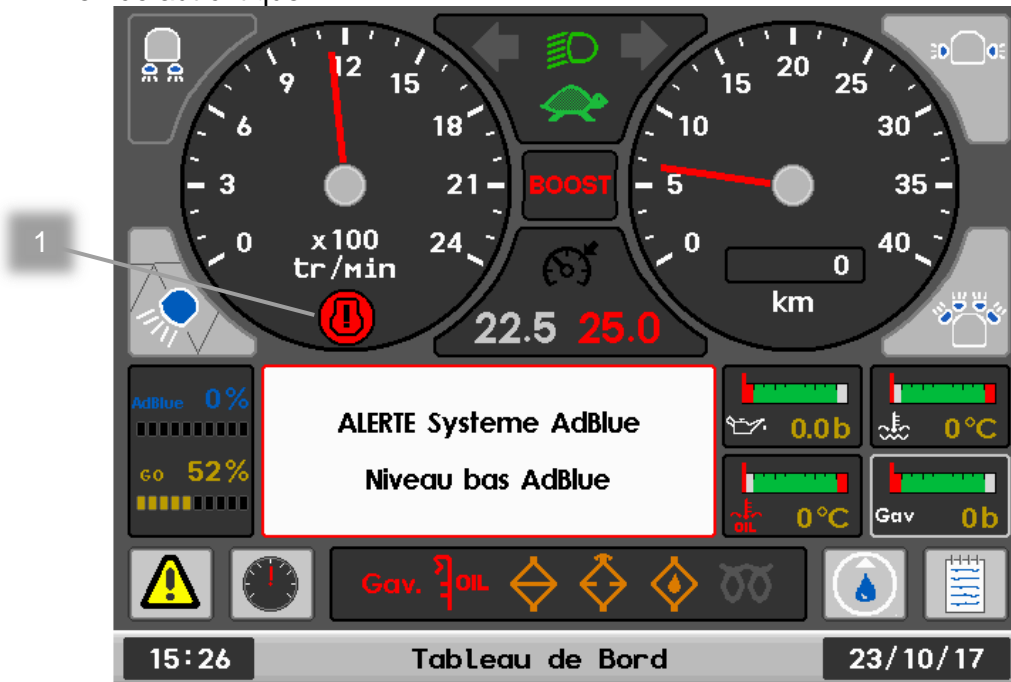 9 12 15
6 18
3 21
0 24
x100
tr/min
BOOST
15 20 25
10 30
5 35
0 40
0
km
1
22.5 25.0
AdBlue 0%
GO 52%
ALERTE Systeme AdBlue
Niveau bas AdBlue
0.0b
0°C
OIL 0°C
Gav 0b
Gav. OIL
15:26 Tableau de Bord 23/10/17